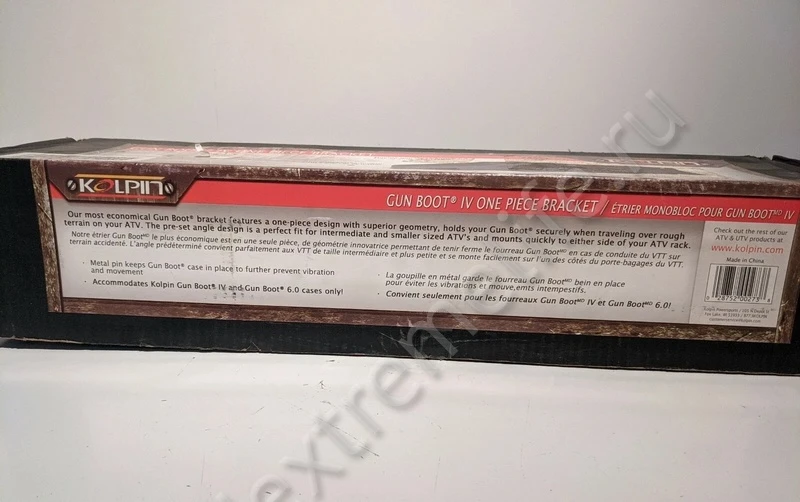 KOLPIN
GUN BOOT® IV ONE PIECE BRACKET / ÉTRIER MONOBLOC POUR GUN BOOTᴹᴰ IV
Our most economical Gun Boot® bracket features a one-piece design with superior geometry, holds your Gun Boot® securely when traveling over rough
terrain on your ATV. The pre-set angle design is a perfect fit for intermediate and smaller sized ATV's and mounts quickly to either side of your ATV rack.
Notre étrier Gun Bootᴹᴰ le plus économique est en une seule pièce, de géométrie innovatrice permettant de tenir ferme le fourreau Gun Bootᴹᴰ en cas de conduite du VTT sur
terrain accidenté. L'angle prédéterminé convient parfaitement aux VTT de taille intermédiaire et plus petite et se monte facilement sur l'un des côtés du porte-bagages du VTT.
· Metal pin keeps Gun Boot® case in place to further prevent vibration
and movement
· Accommodates Kolpin Gun Boot® IV and Gun Boot® 6.0 cases only!
· La goupille en métal garde le fourreau Gun Bootᴹᴰ bein en place
pour éviter les vibrations et mouve,emts intempestifs.
· Convient seulement pour les fourreaux Gun Bootᴹᴰ IV et Gun Bootᴹᴰ 6.0!
Check out the rest of our
ATV & UTV products at
www.kolpin.com
Made in China
0 28752 00273